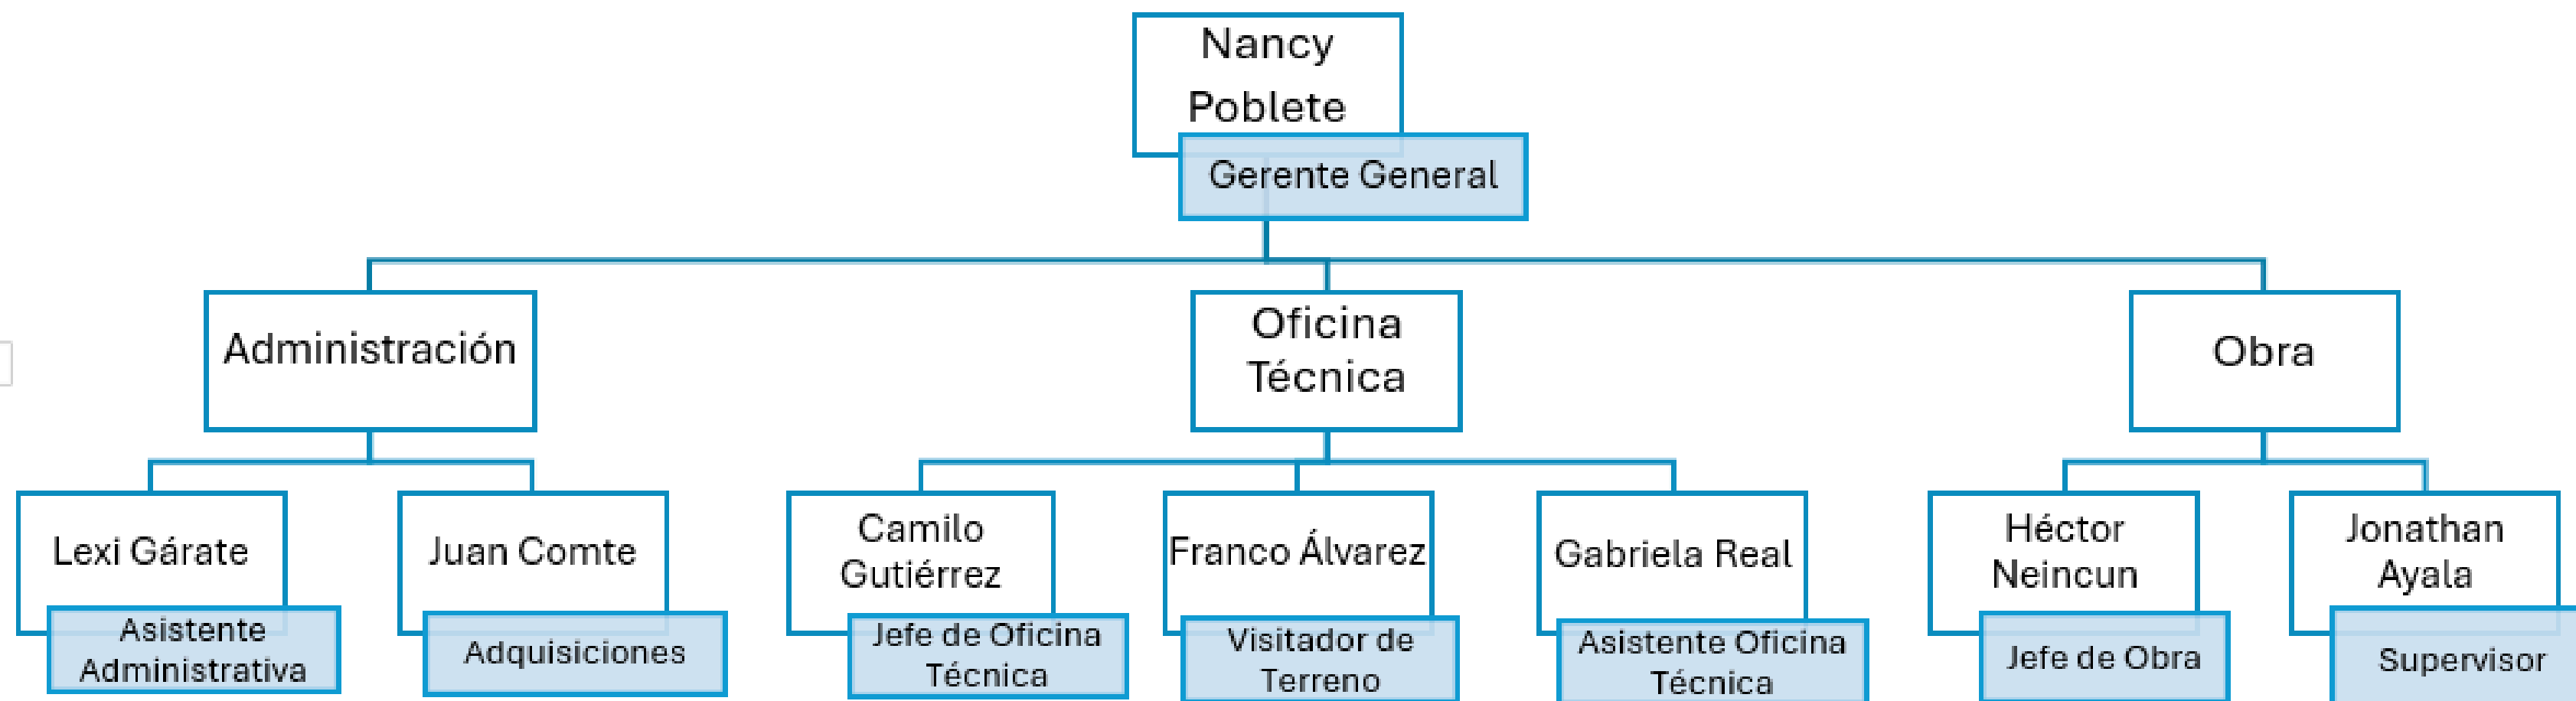 Nancy
Poblete
Gerente General
Administración
Oficina
Técnica
Obra
Lexi Gárate
Asistente
Administrativa
Juan Comte
Adquisiciones
Camilo
Gutiérrez
Jefe de Oficina
Técnica
Franco Álvarez
Visitador de
Terreno
Gabriela Real
Asistente Oficina
Técnica
Héctor
Neincun
Jefe de Obra
Jonathan
Ayala
Supervisor